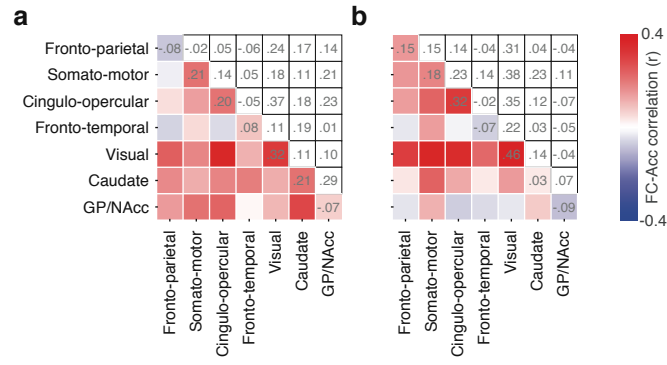 a
b
Fronto-parietal -.08 -.02 .05 -.06 .24 .17 .14
Somato-motor .21 .14 .05 .18 .11 .21
Cingulo-opercular .20 -.05 .37 .18 .23
Fronto-temporal .08 .11 .19 .01
Visual .32 .11 .10
Caudate .21 .29
GP/NAcc -.07
Fronto-parietal
Somato-motor
Cingulo-opercular
Fronto-temporal
Visual
Caudate
GP/NAcc
.15 .15 .14 -.04 .31 .04 -.04
.18 .23 .14 .38 .23 .11
.32 -.02 .35 .12 -.07
-.07 .22 .03 -.05
.46 .14 -.04
.03 .07
-.09
Fronto-parietal
Somato-motor
Cingulo-opercular
Fronto-temporal
Visual
Caudate
GP/NAcc
0.4
FC-Acc correlation (r)
-0.4